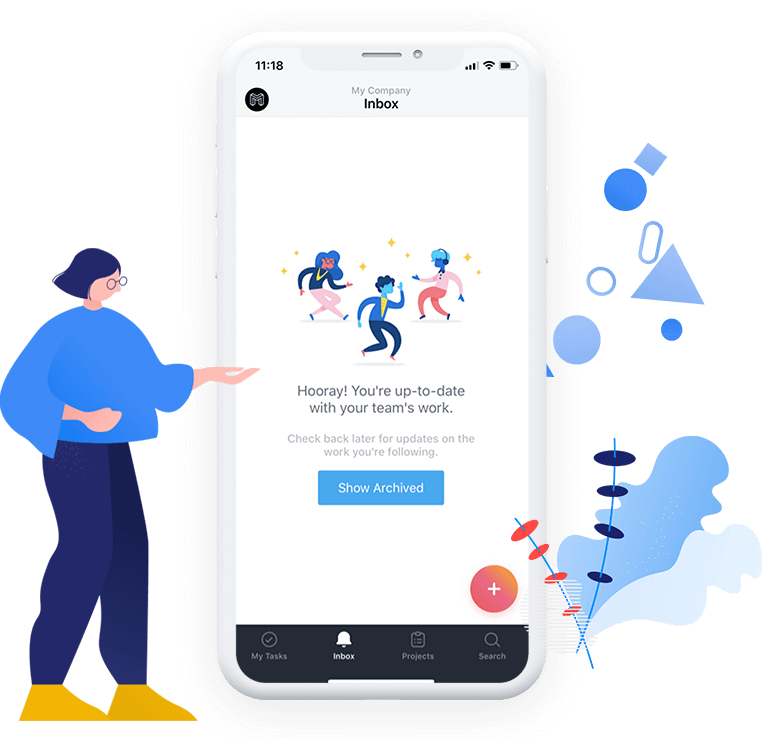 11:18
My Company
Inbox
Hooray! You're up-to-date
with your team's work.
Check back later for updates on the
work you're following.
Show Archived
My Tasks
Inbox
Projects
Search